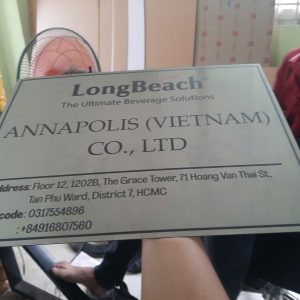 LongBeach
The Ultimate Beverage Solutions
ANNAPOLIS (VIETNAM)
CO., LTD
Address: Floor 12, 1202B, The Grace Tower, 71 Hoang Van Thai St.,
Tan Phu Ward, District 7, HCMC
code: 0317554896
: +84916807560